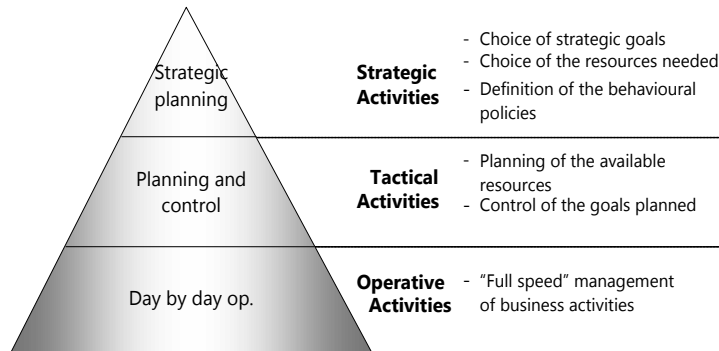 Strategic
planning
Strategic
Activities
- Choice of strategic goals
- Choice of the resources needed
- Definition of the behavioural
policies
Planning and
control
Tactical
Activities
- Planning of the available
resources
- Control of the goals planned
Day by day op.
Operative
Activities
- “Full speed” management
of business activities